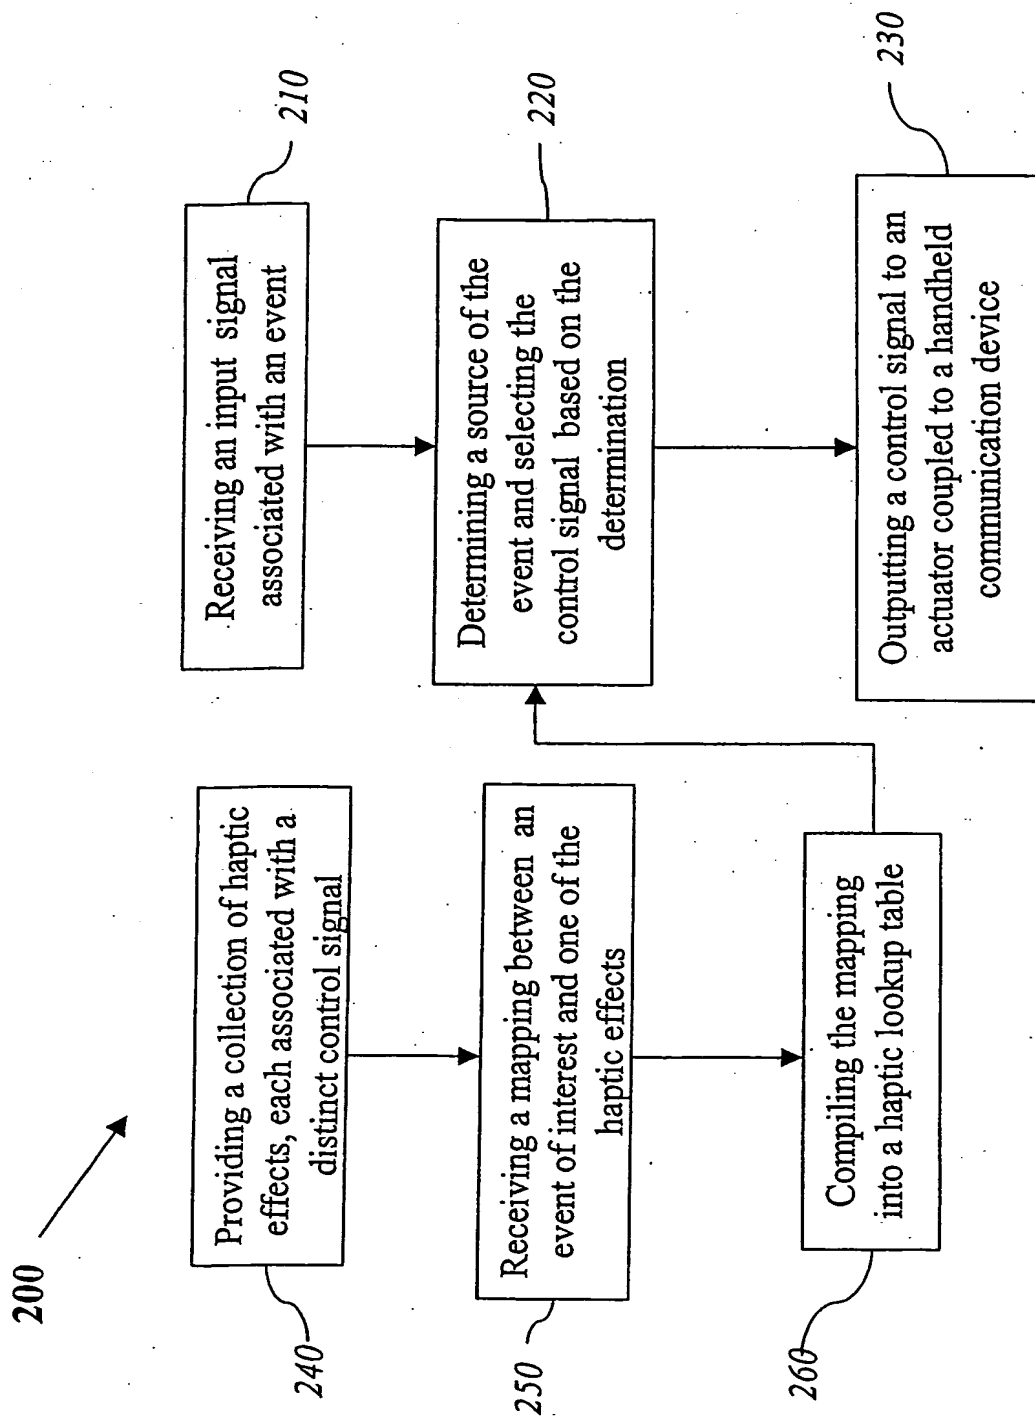 200
Providing a collection of haptic
effects, each associated with a
distinct control signal
240
Receiving a mapping between an
event of interest and one of the
haptic effects
250
Compiling the mapping
into a haptic lookup table
260
Receiving an input signal
associated with an event
210
Determining a source of the
event and selecting the
control signal based on the
determination
220
Outputting a control signal to an
actuator coupled to a handheld
communication device
230